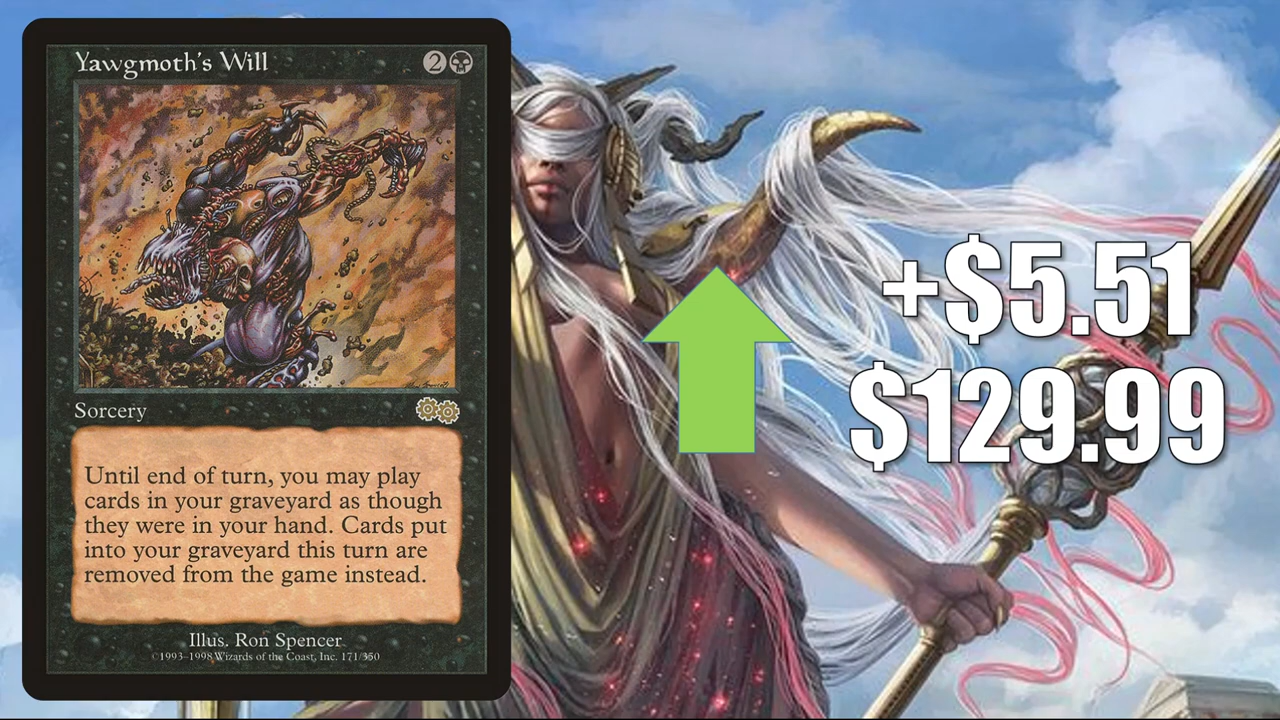 Yawgmoth's Will
2
Sorcery
Until end of turn, you may play
cards in your graveyard as though
they were in your hand. Cards put
into your graveyard this turn are
removed from the game instead.
Illus. Ron Spencer
©1993–1998 Wizards of the Coast, Inc. 171/350
+$5.51
$129.99